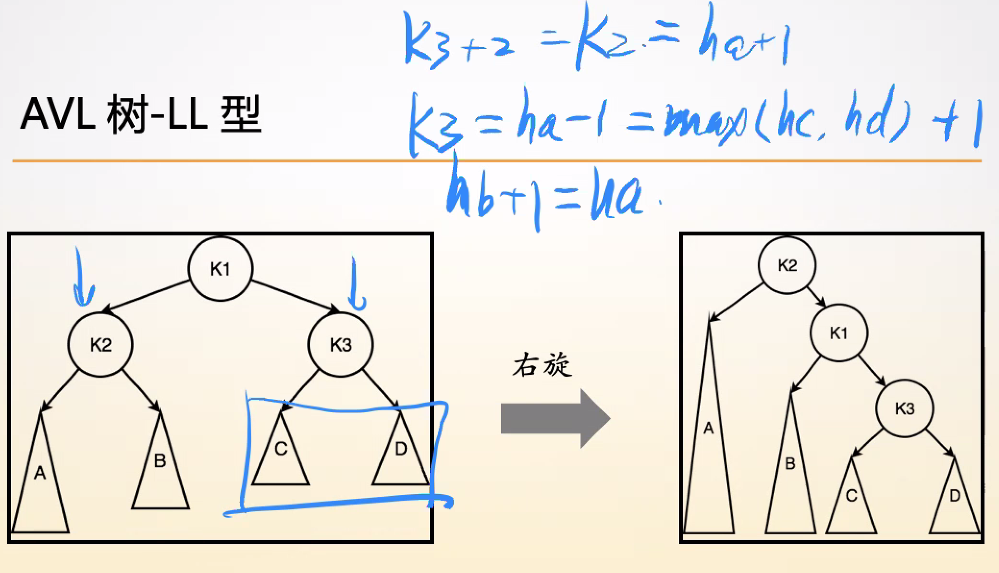 K3+2 = K2 = ha+1
AVL 树-LL 型
K3 = ha-1 = max(hc, hd) + 1
hb+1 = ha.
K1
K2
K3
A
B
C
D
右旋
K2
K1
K3
A
B
C
D